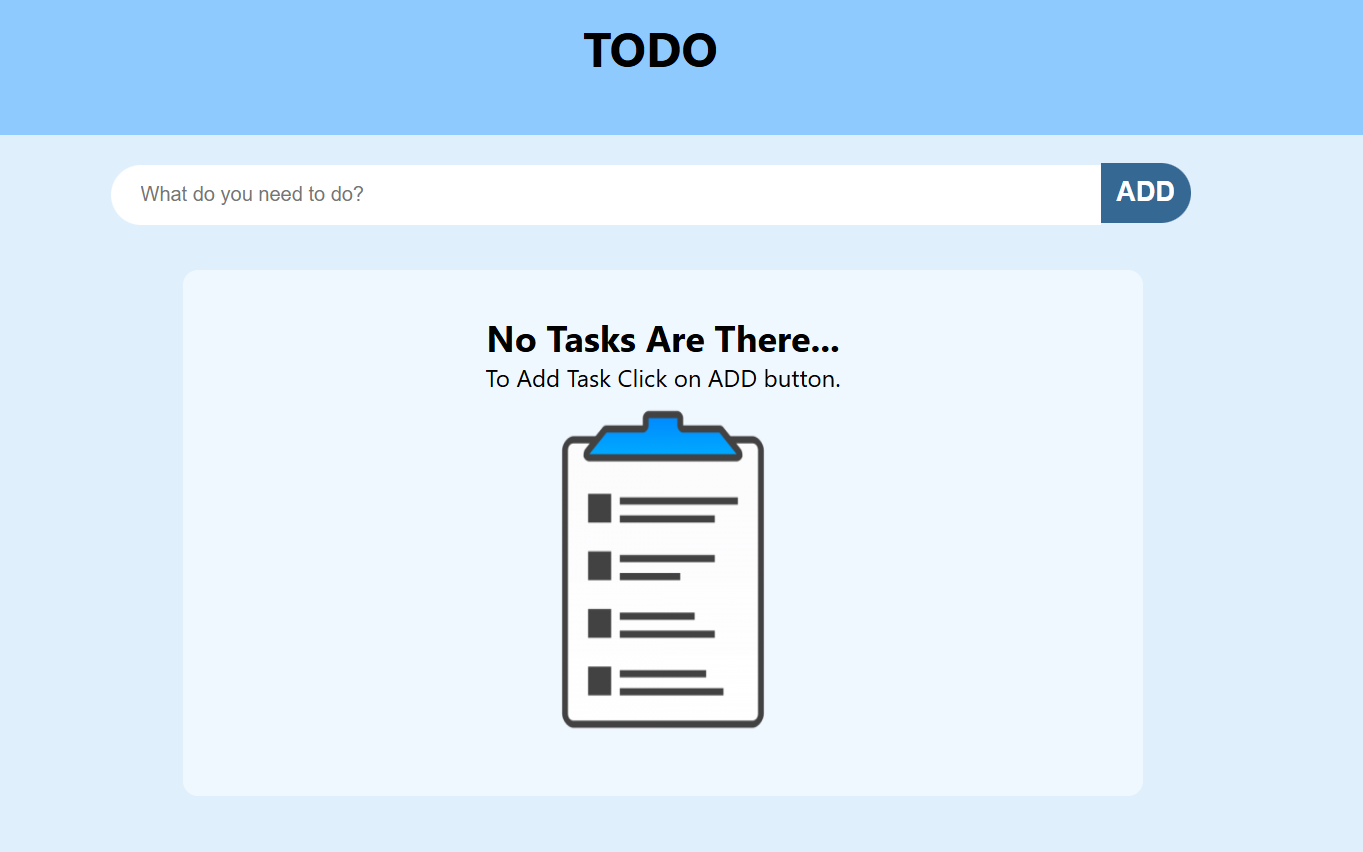 TODO
What do you need to do?
ADD
No Tasks Are There...
To Add Task Click on ADD button.